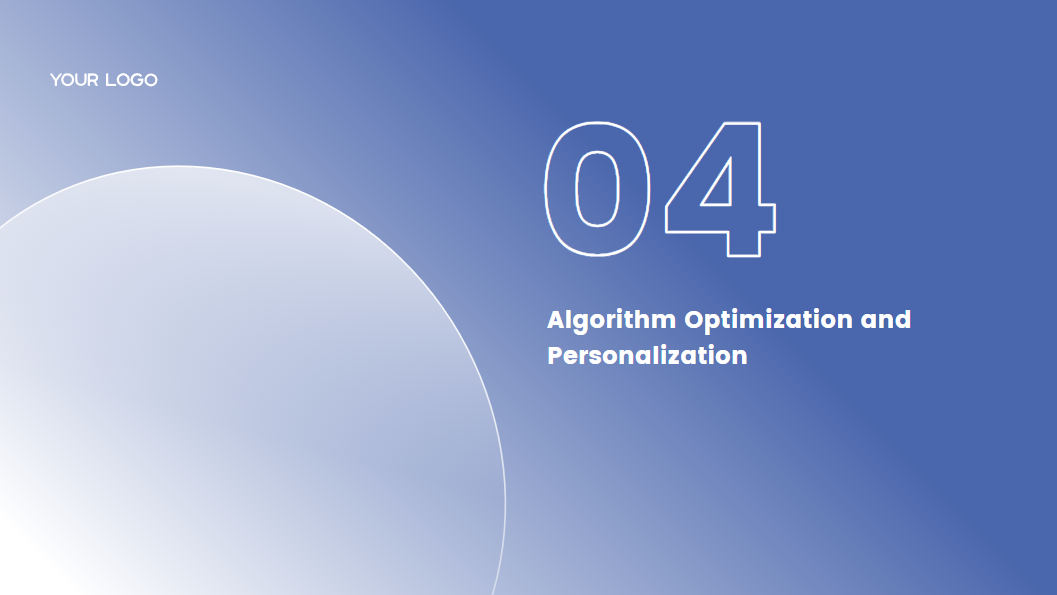 YOUR LOGO
04
Algorithm Optimization and
Personalization